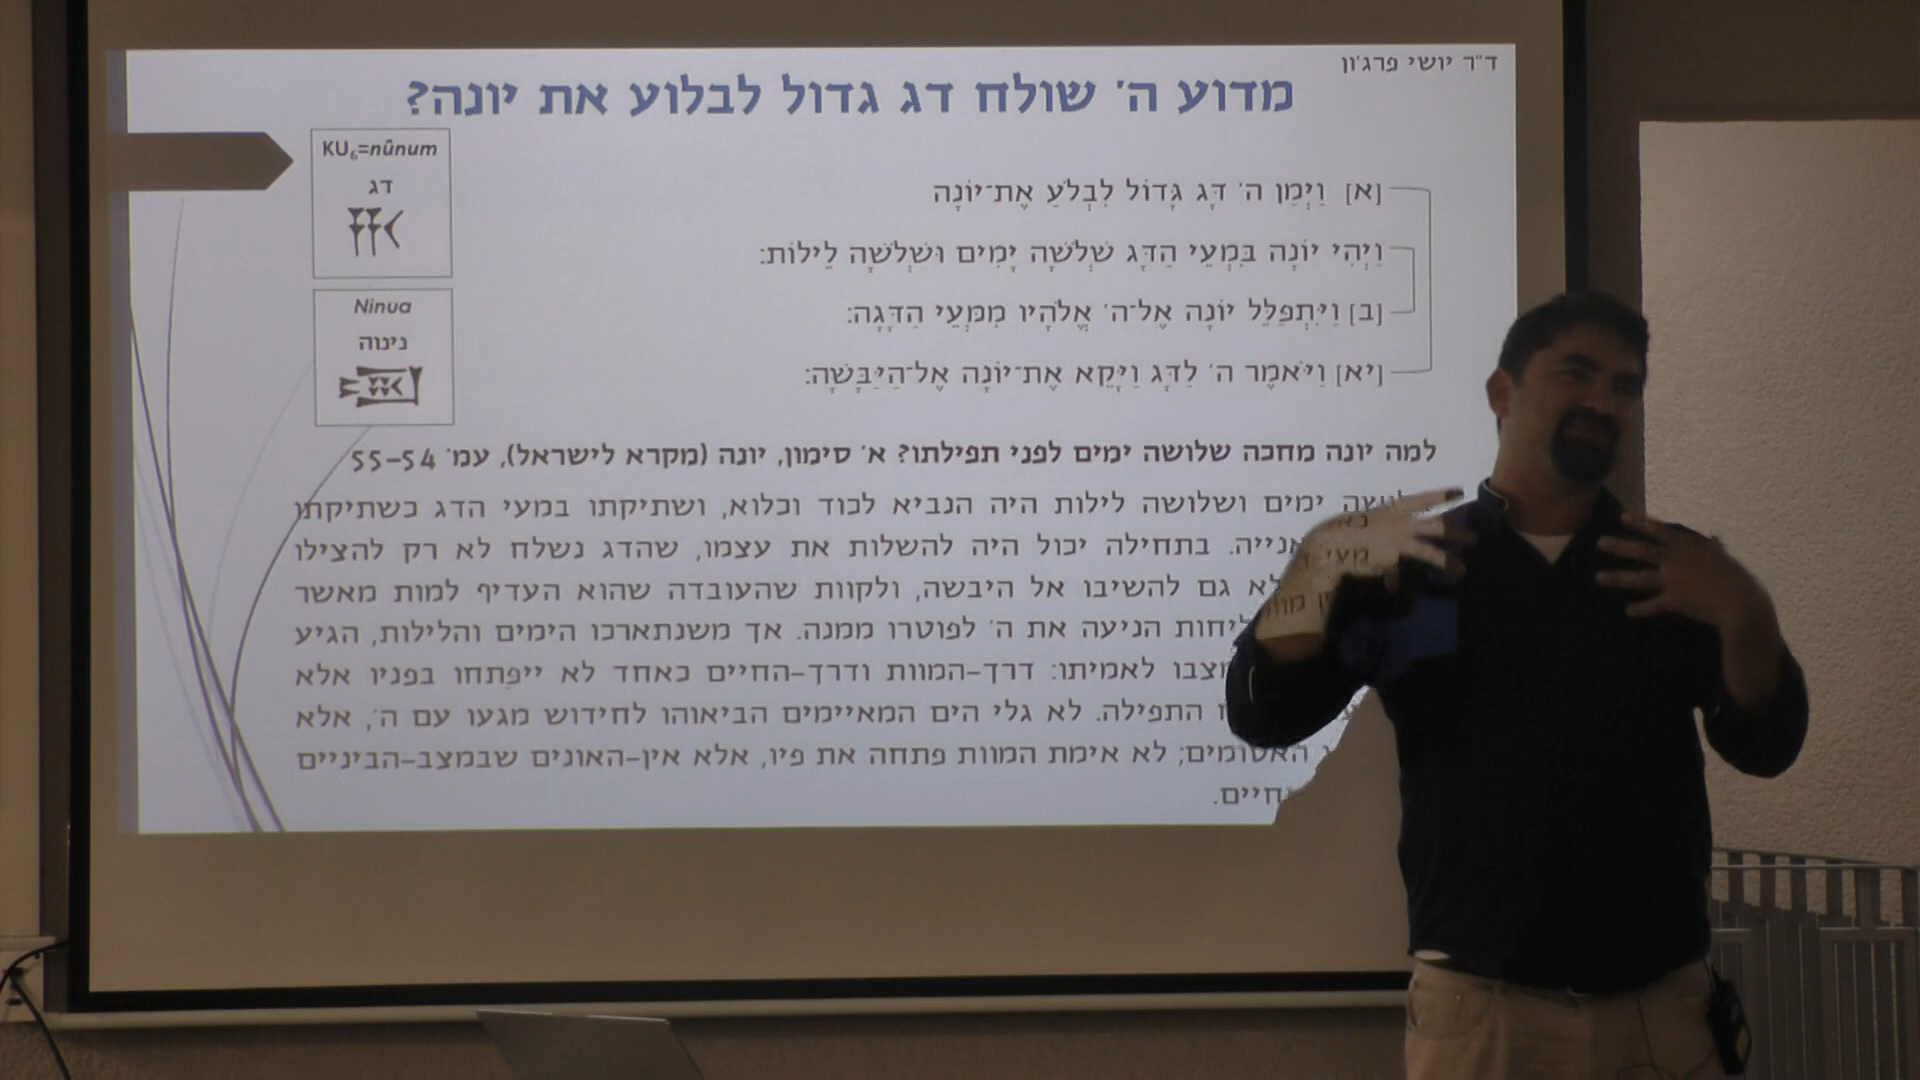 ד״ר יושי פרג׳ון
מדוע ה׳ שולח דג גדול לבלוע את יונה?
KU₆=nûnum
דג
Ninua
נינוה
[א] וַיְמַן ה׳ דָּג גָּדוֹל לִבְלֹעַ אֶת־יוֹנָה
וַיְהִי יוֹנָה בִּמְעֵי הַדָּג שְׁלֹשָׁה יָמִים וּשְׁלֹשָׁה לֵילוֹת:
[ב] וַיִּתְפַּלֵּל יוֹנָה אֶל־ה׳ אֱלֹהָיו מִמְּעֵי הַדָּגָה:
[יא] וַיֹּאמֶר ה׳ לַדָּג וַיָּקֵא אֶת־יוֹנָה אֶל־הַיַּבָּשָׁה:
למה יונה מחכה שלושה ימים לפני תפילתו? א׳ סימון, יונה (מקרא לישראל), עמ׳ 54–55
ימים ושלושה לילות היה הנביא לכוד וכלוא, ושתיקתו במעי הדג כשתיקתו
בתחילה יכול היה להשלות את עצמו, שהדג נשלח לא רק להצילו
לא גם להשיבו אל היבשה, ולקוות שהעובדה שהוא העדיף למות מאשר
הניעה את ה׳ לפוטרו ממנה. אך משנתארכו הימים והלילות, הגיע
לאמיתו: דרך–המוות ודרך–החיים כאחד לא ייפתחו בפניו אלא
התפילה. לא גלי הים המאיימים הביאוהו לחידוש מגעו עם ה׳, אלא
האטומים; לא אימת המוות פתחה את פיו, אלא אין–האונים שבמצב–הביניים